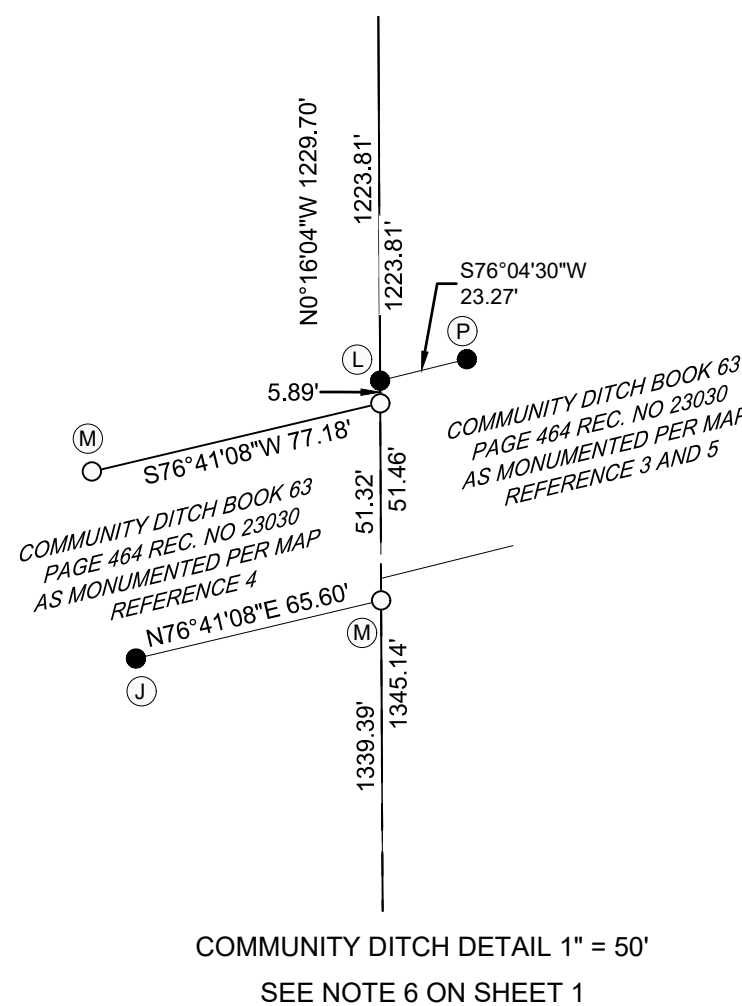 N0°16'04"W 1229.70'
1223.81'
1223.81'
S76°04'30"W
23.27'
P
L
5.89'
M
S76°41'08"W 77.18'
COMMUNITY DITCH BOOK 63
PAGE 464 REC. NO 23030
AS MONUMENTED PER MAP
REFERENCE 3 AND 5
51.32'
51.46'
COMMUNITY DITCH BOOK 63
PAGE 464 REC. NO 23030
AS MONUMENTED PER MAP
REFERENCE 4
N76°41'08"E 65.60'
M
J
1339.39'
1345.14'
COMMUNITY DITCH DETAIL 1" = 50'
SEE NOTE 6 ON SHEET 1